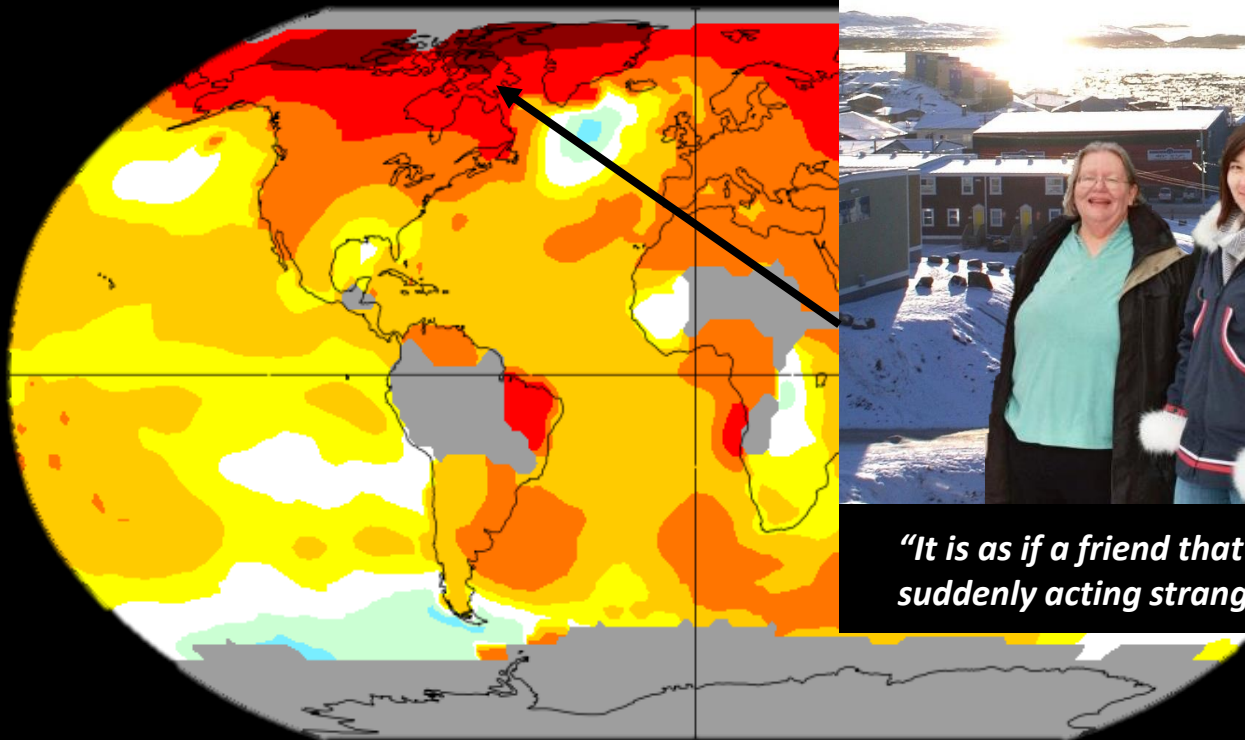 “It is as if a friend that
suddenly acting strang